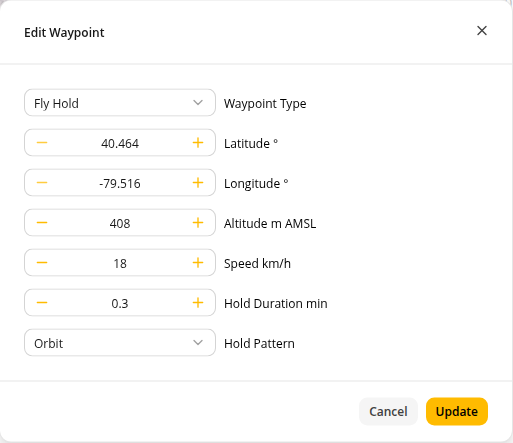 Edit Waypoint
Fly Hold Waypoint Type
40.464 Latitude °
-79.516 Longitude °
408 Altitude m AMSL
18 Speed km/h
0.3 Hold Duration min
Orbit Hold Pattern
Cancel Update